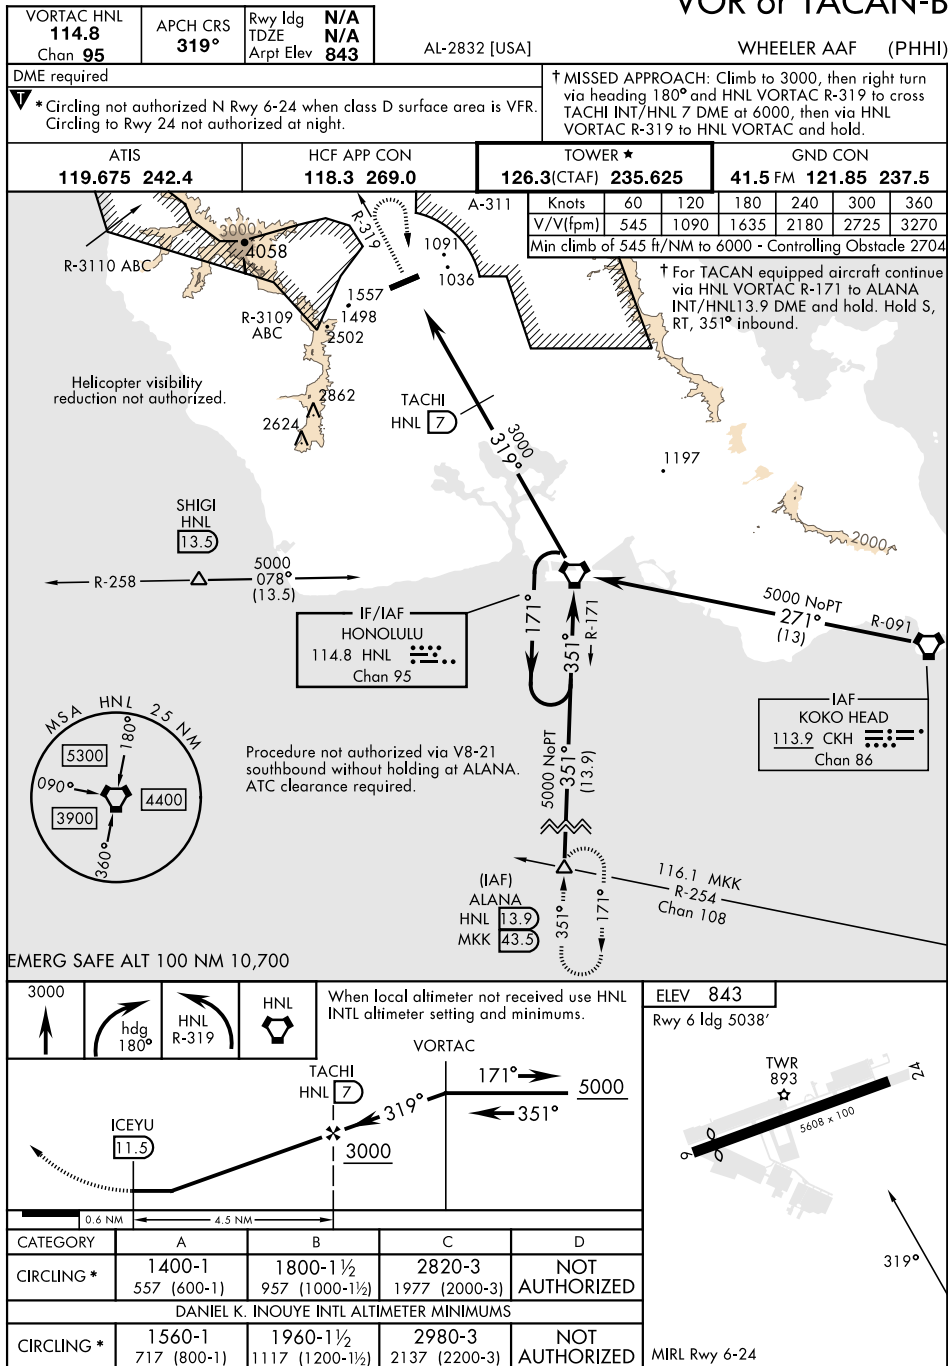 VOR or TACAN-B
VORTAC HNL
114.8
Chan 95
APCH CRS
319°
Rwy ldg N/A
TDZE N/A
Arpt Elev 843
AL-2832 [USA]
WHEELER AAF (PHHI)
DME required
T
* Circling not authorized N Rwy 6-24 when class D surface area is VFR.
Circling to Rwy 24 not authorized at night.
† MISSED APPROACH: Climb to 3000, then right turn
via heading 180° and HNL VORTAC R-319 to cross
TACHI INT/HNL 7 DME at 6000, then via HNL
VORTAC R-319 to HNL VORTAC and hold.
ATIS
119.675 242.4
HCF APP CON
118.3 269.0
TOWER ★
126.3(CTAF) 235.625
GND CON
41.5 FM 121.85 237.5
Knots 60 120 180 240 300 360
V/V(fpm) 545 1090 1635 2180 2725 3270
Min climb of 545 ft/NM to 6000 - Controlling Obstacle 2704
† For TACAN equipped aircraft continue
via HNL VORTAC R-171 to ALANA
INT/HNL13.9 DME and hold. Hold S,
RT, 351° inbound.
A-311
R-319
3000
4058
R-3110 ABC
1091
1036
1557
1498
R-3109
ABC
2502
Helicopter visibility
reduction not authorized.
2862
2624
TACHI
HNL 7
3000
319°
1197
2000
SHIGI
HNL
13.5
R-258
5000
078°
(13.5)
IF/IAF
HONOLULU
114.8 HNL
Chan 95
171°
351°
R-171
5000 NoPT
271°
(13)
R-091
IAF
KOKO HEAD
113.9 CKH
Chan 86
MSA HNL 25 NM
180°
5300
090°
4400
3900
360°
Procedure not authorized via V8-21
southbound without holding at ALANA.
ATC clearance required.
5000 NoPT
351°
(13.9)
(IAF)
ALANA
HNL 13.9
MKK 43.5
351°
171°
116.1 MKK
R-254
Chan 108
EMERG SAFE ALT 100 NM 10,700
3000
hdg
180°
HNL
R-319
HNL
When local altimeter not received use HNL
INTL altimeter setting and minimums.
VORTAC
171°
5000
351°
319°
TACHI
HNL 7
3000
ICEYU
11.5
0.6 NM
4.5 NM
ELEV 843
Rwy 6 ldg 5038'
TWR
893
24
5608 x 100
6
319°
MIRL Rwy 6-24
CATEGORY A B C D
CIRCLING * 1400-1 1800-1½ 2820-3 NOT
557 (600-1) 957 (1000-1½) 1977 (2000-3) AUTHORIZED
DANIEL K. INOUYE INTL ALTIMETER MINIMUMS
CIRCLING * 1560-1 1960-1½ 2980-3 NOT
717 (800-1) 1117 (1200-1½) 2137 (2200-3) AUTHORIZED